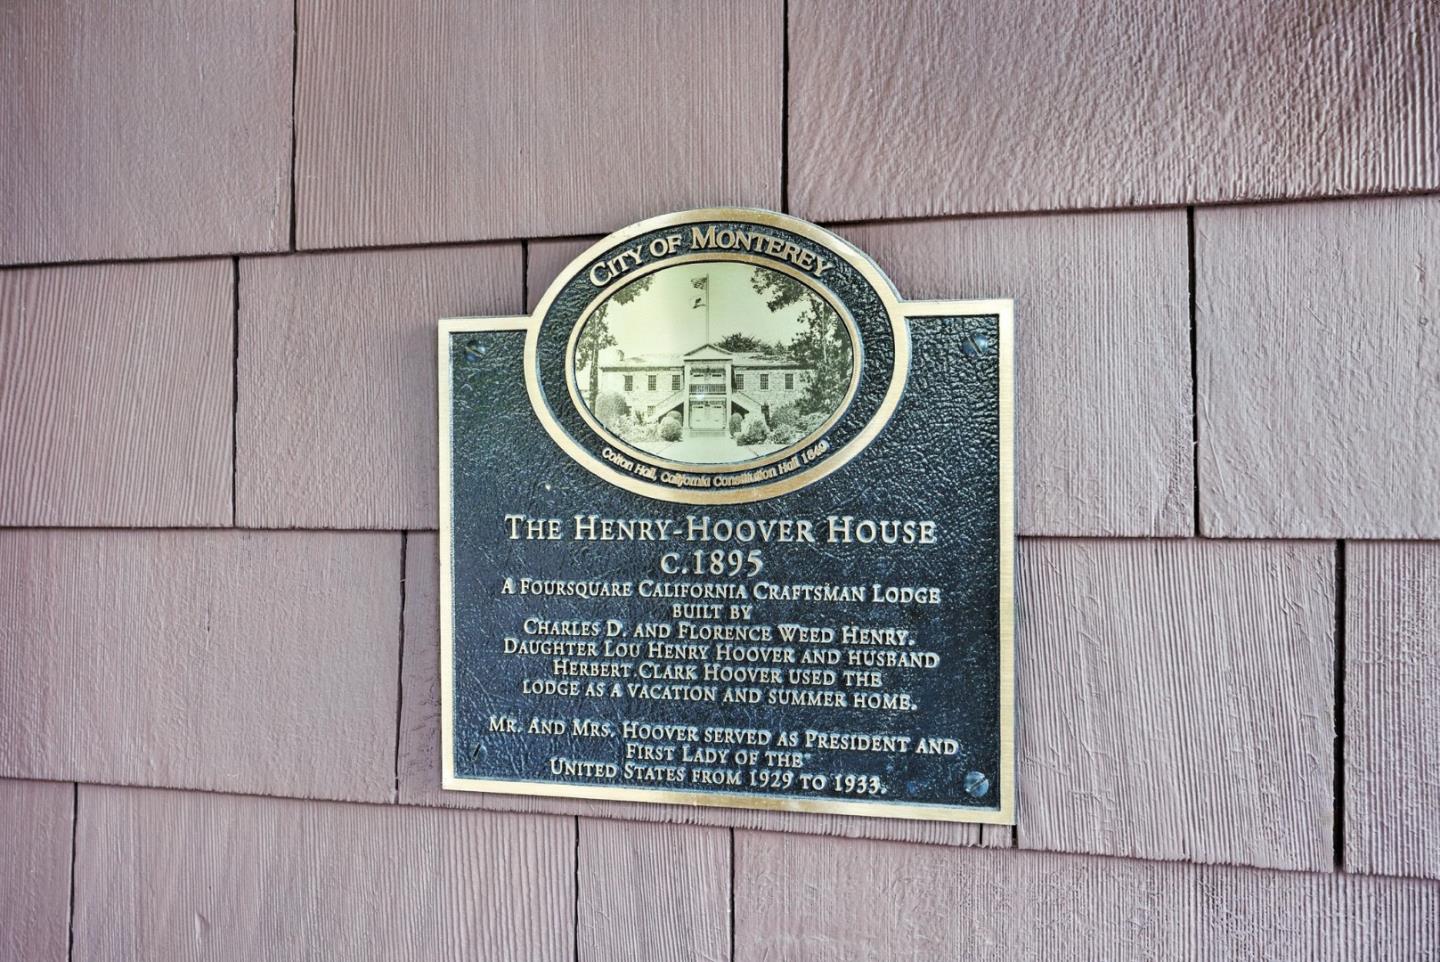 CITY OF MONTEREY
Colton Hall, California Constitution Hall 1849
THE HENRY-HOOVER HOUSE
C.1895
A FOURSQUARE CALIFORNIA CRAFTSMAN LODGE
BUILT BY
CHARLES D. AND FLORENCE WEED HENRY.
DAUGHTER LOU HENRY HOOVER AND HUSBAND
HERBERT CLARK HOOVER USED THE
LODGE AS A VACATION AND SUMMER HOME.
MR. AND MRS. HOOVER SERVED AS PRESIDENT AND
FIRST LADY OF THE
UNITED STATES FROM 1929 TO 1933.